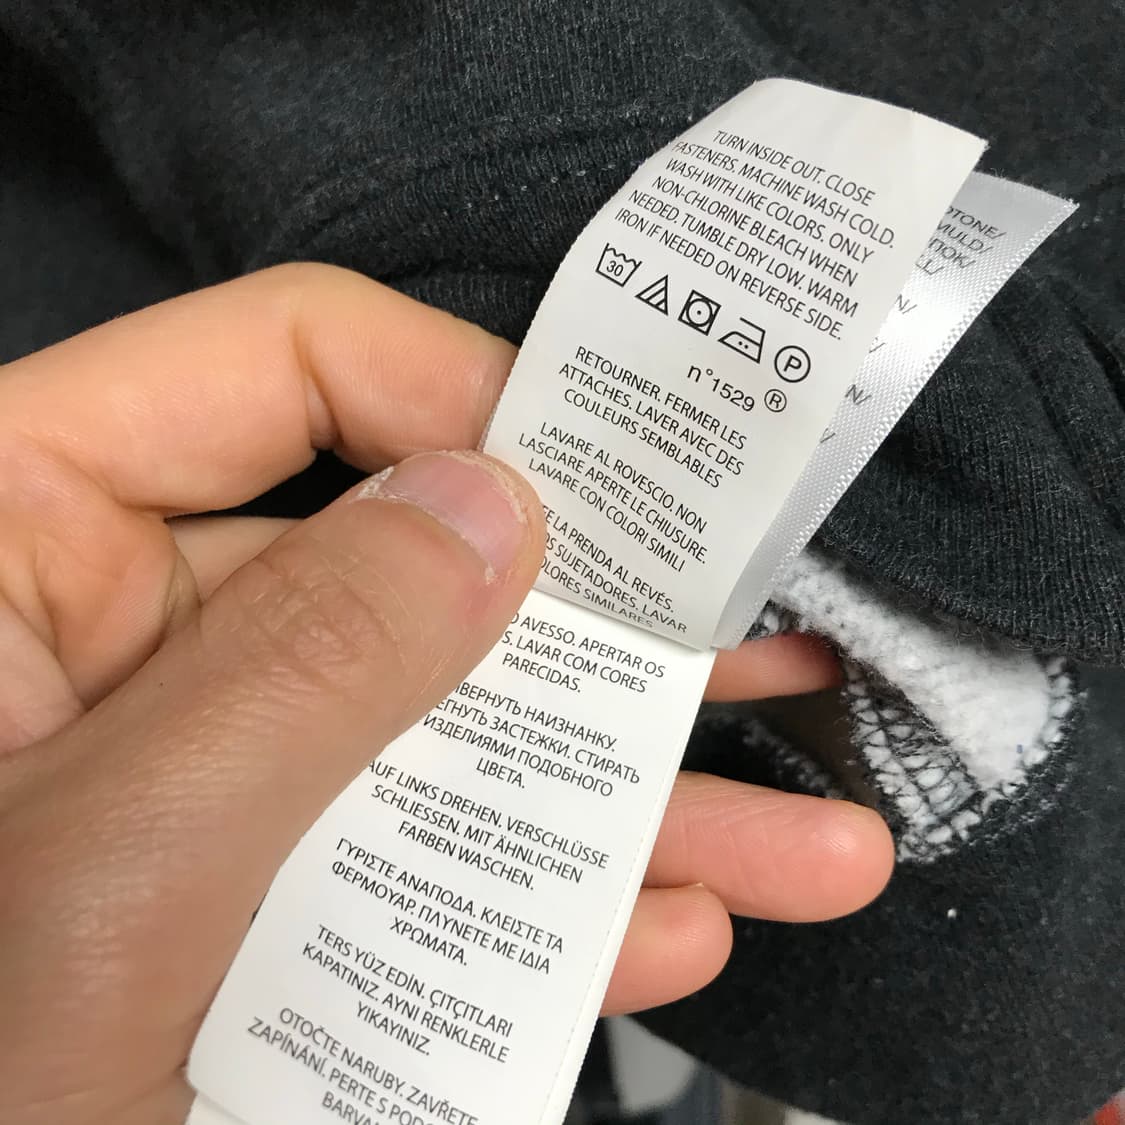 TURN INSIDE OUT. CLOSE
FASTENERS. MACHINE WASH COLD.
WASH WITH LIKE COLORS. ONLY
NON-CHLORINE BLEACH WHEN
NEEDED. TUMBLE DRY LOW. WARM
IRON IF NEEDED ON REVERSE SIDE.
30 P
n°1529 ®
RETOURNER. FERMER LES
ATTACHES. LAVER AVEC DES
COULEURS SEMBLABLES
LAVARE AL ROVESCIO. NON
LASCIARE APERTE LE CHIUSURE.
LAVARE CON COLORI SIMILI
LA PRENDA AL REVÉS.
SUJETADORES. LAVAR
SIMILARES
AVESSO. APERTAR OS
LAVAR COM CORES
PARECIDAS.
НАИЗНАНКУ.
ЗАСТЕЖКИ. СТИРАТЬ
ИЗДЕЛИЯМИ ПОДОБНОГО
ЦВЕТА.
AUF LINKS DREHEN. VERSCHLÜSSE
SCHLIESSEN. MIT ÄHNLICHEN
FARBEN WASCHEN.
ΓΥΡΙΣΤΕ ΑΝΑΠΟΔΑ. ΚΛΕΙΣΤΕ ΤΑ
ΦΕΡΜΟΥΑΡ. ΠΛΥΝΕΤΕ ΜΕ ΙΔΙΑ
ΧΡΩΜΑΤΑ.
TERS YÜZ EDİN. ÇITÇITLARI
KAPATINIZ. AYNI RENKLERLE
YIKAYINIZ.
OTOČTE NARUBY. ZAVŘETE
ZAPÍNÁNÍ. PERTE S